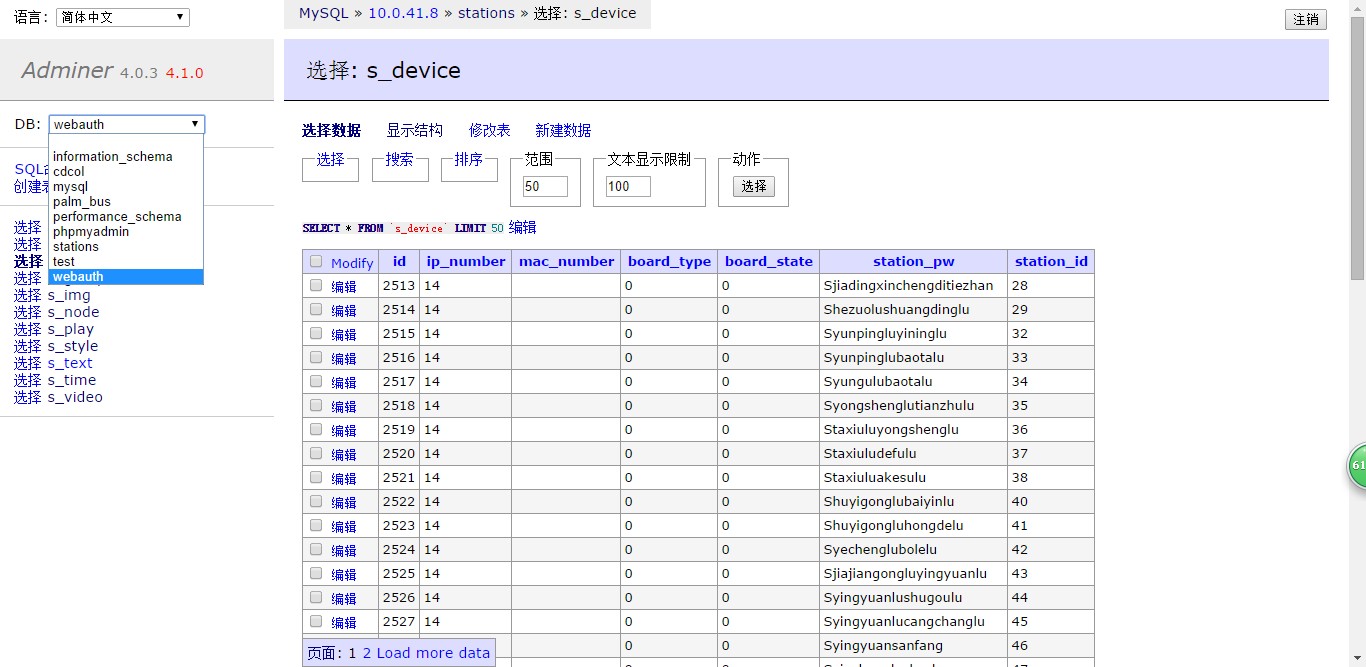 语言: 简体中文
MySQL » 10.0.41.8 » stations » 选择: s_device
注销
Adminer 4.0.3 4.1.0
选择: s_device
DB: webauth
information_schema
cdcol
mysql
palm_bus
performance_schema
phpmyadmin
stations
test
webauth
创建
选择
选择
选择
选择
选择 s_img
选择 s_node
选择 s_play
选择 s_style
选择 s_text
选择 s_time
选择 s_video
选择数据 显示结构 修改表 新建数据
选择 搜索 排序 范围 文本显示限制 动作
50 100 选择
SELECT * FROM `s_device` LIMIT 50 编辑
Modify id ip_number mac_number board_type board_state station_pw station_id
编辑 2513 14 0 0 Sjiadingxinchengditiezhan 28
编辑 2514 14 0 0 Shezuolushuangdinglu 29
编辑 2515 14 0 0 Syunpingluyininglu 32
编辑 2516 14 0 0 Syunpinglubaotalu 33
编辑 2517 14 0 0 Syungulubaotalu 34
编辑 2518 14 0 0 Syongshenglutianzhulu 35
编辑 2519 14 0 0 Staxiuluyongshenglu 36
编辑 2520 14 0 0 Staxiuludefulu 37
编辑 2521 14 0 0 Staxiuluakesulu 38
编辑 2522 14 0 0 Shuyigonglubaiyinlu 40
编辑 2523 14 0 0 Shuyigongluhongdelu 41
编辑 2524 14 0 0 Syechenglubolelu 42
编辑 2525 14 0 0 Sjiajiangongluyingyuanlu 43
编辑 2526 14 0 0 Syingyuanlushugoulu 44
编辑 2527 14 0 0 Syingyuanlucangchanglu 45
0 0 Syingyuansanfang 46
页面: 1 2 Load more data
61